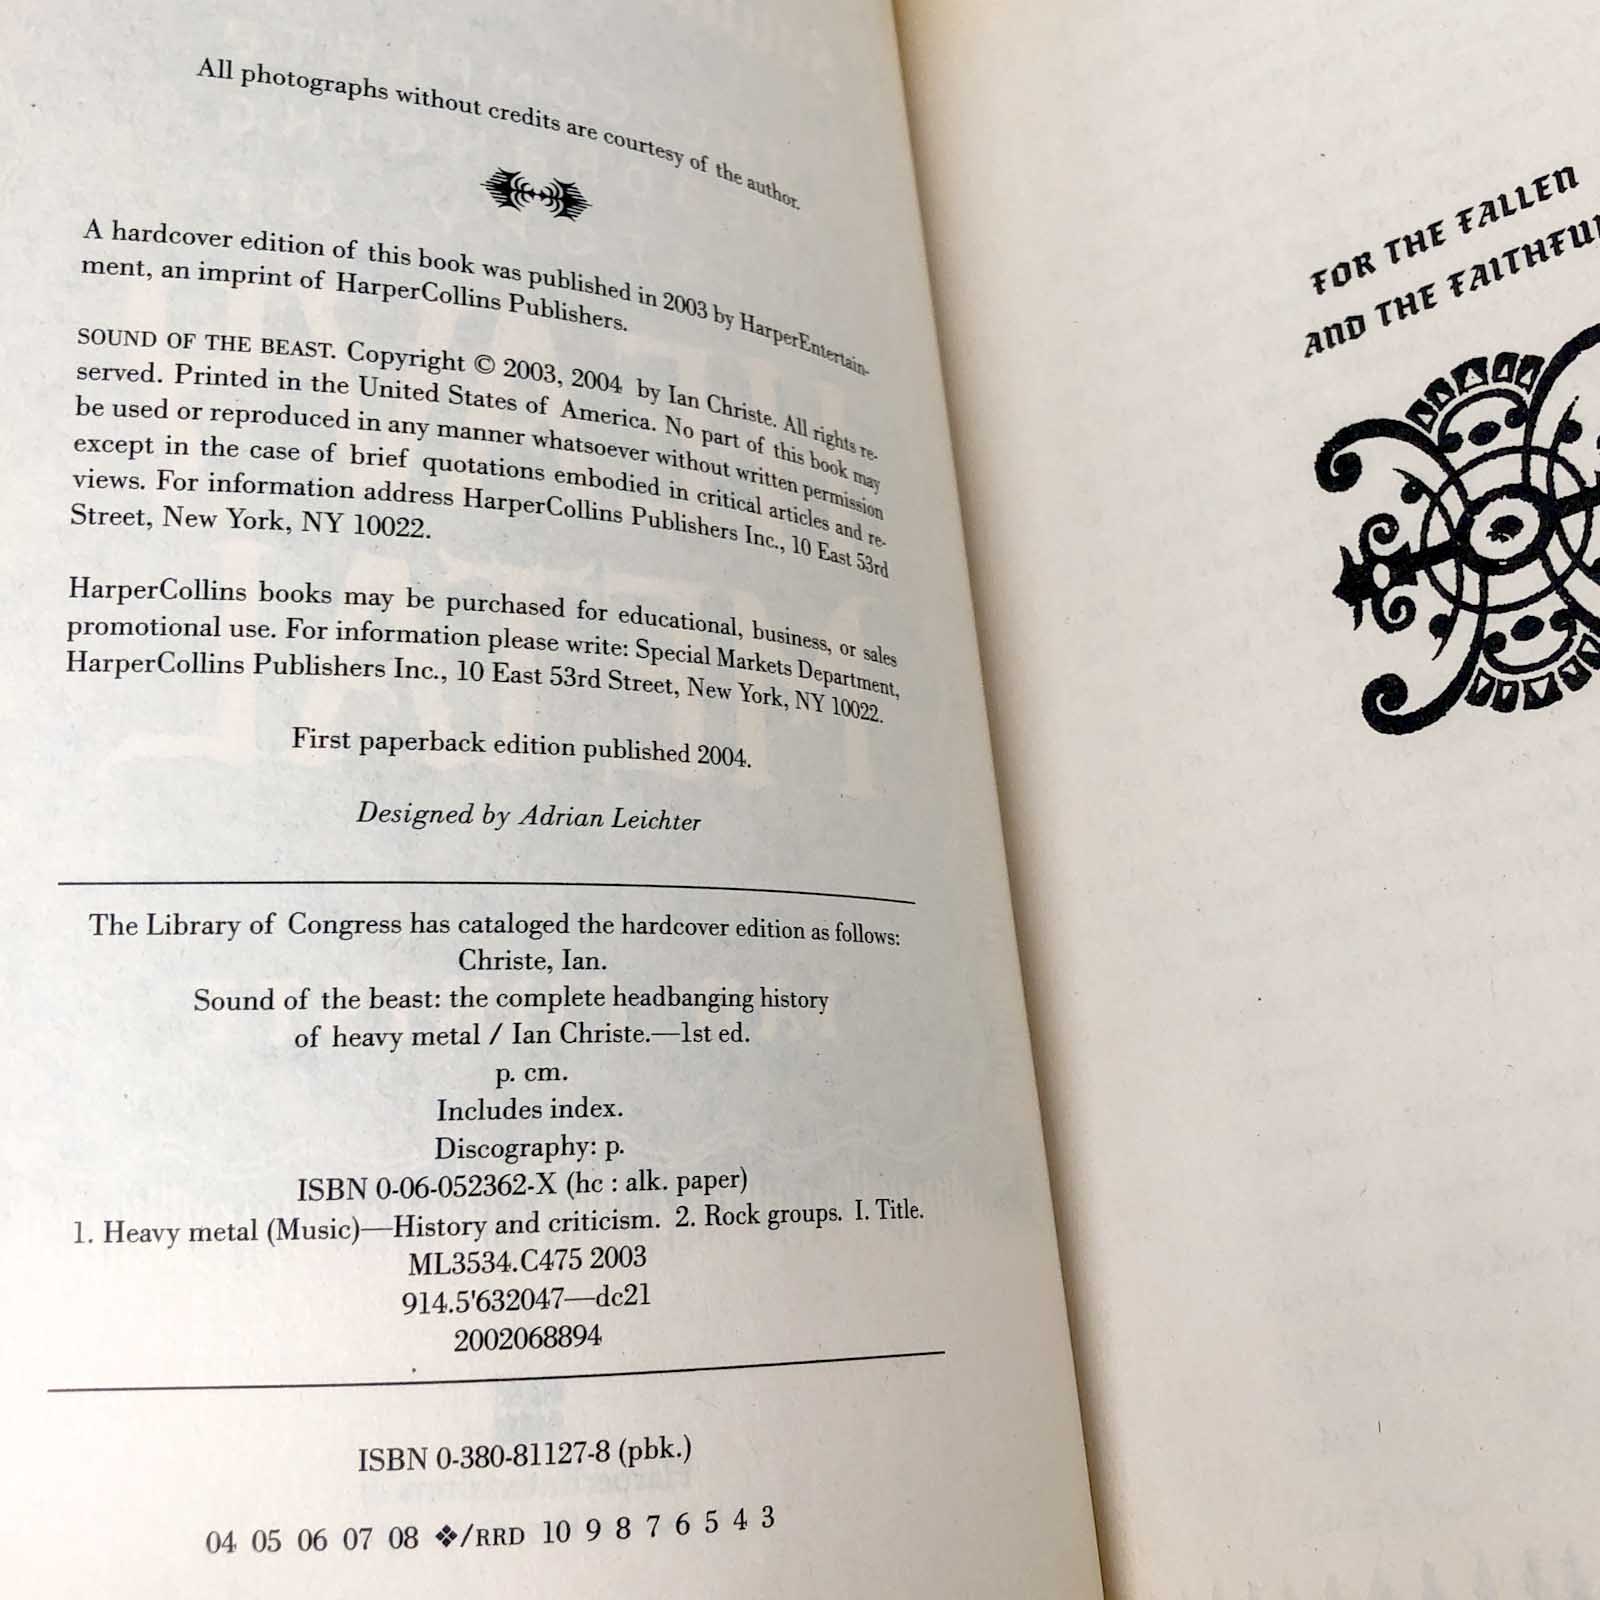 All photographs without credits are courtesy of the author.
A hardcover edition of this book was published in 2003 by HarperEntertain-
ment, an imprint of HarperCollins Publishers.
SOUND OF THE BEAST. Copyright © 2003, 2004 by Ian Christe. All rights re-
served. Printed in the United States of America. No part of this book may
be used or reproduced in any manner whatsoever without written permission
except in the case of brief quotations embodied in critical articles and re-
views. For information address HarperCollins Publishers Inc., 10 East 53rd
Street, New York, NY 10022.
HarperCollins books may be purchased for educational, business, or sales
promotional use. For information please write: Special Markets Department,
HarperCollins Publishers Inc., 10 East 53rd Street, New York, NY 10022.
First paperback edition published 2004.
Designed by Adrian Leichter
The Library of Congress has cataloged the hardcover edition as follows:
Christe, Ian.
Sound of the beast: the complete headbanging history
of heavy metal / Ian Christe.—1st ed.
p. cm.
Includes index.
Discography: p.
ISBN 0-06-052362-X (hc : alk. paper)
1. Heavy metal (Music)—History and criticism. 2. Rock groups. I. Title.
ML3534.C475 2003
914.5'632047—dc21
2002068894
ISBN 0-380-81127-8 (pbk.)
04 05 06 07 08 ❖/RRD 10 9 8 7 6 5 4 3
FOR THE FALLEN
AND THE FAITHFU